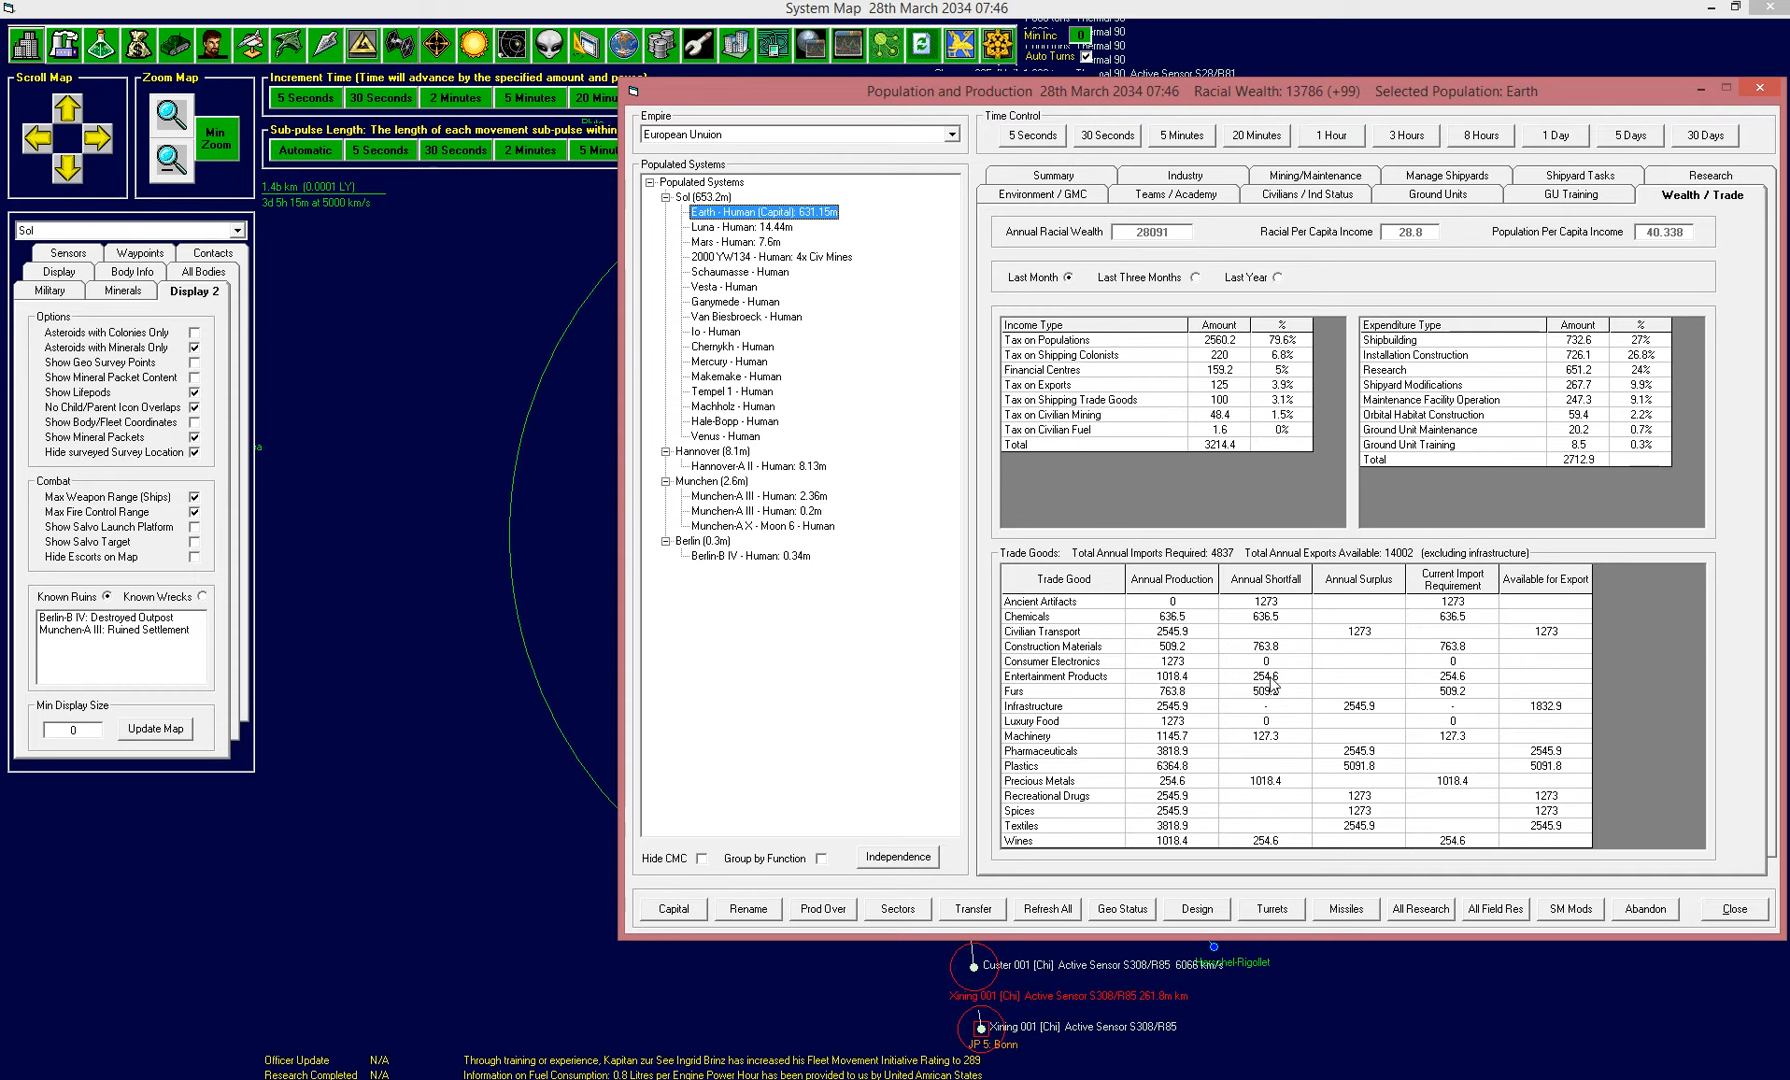 System Map   28th March 2034 07:46
Min Inc 0
Auto Turns
Thermal 90
Scroll Map
Zoom Map
Min Zoom
Increment Time (Time will advance by the specified amount and
5 Seconds 30 Seconds 2 Minutes 5 Minutes 20 Minu
Sub-pulse Length: The length of each movement sub-pulse within
Automatic 5 Seconds 30 Seconds 2 Minutes 5 Minu
1.4b km (0.0001 LY)
3d 5h 15m at 5000 km/s
Sol
Sensors Waypoints Contacts
Display Body Info All Bodies
Military Minerals Display 2
Options
Asteroids with Colonies Only
Asteroids with Minerals Only
Show Geo Survey Points
Show Mineral Packet Content
Show Lifepods
No Child/Parent Icon Overlaps
Show Body/Fleet Coordinates
Show Mineral Packets
Hide surveyed Survey Location
Combat
Max Weapon Range (Ships)
Max Fire Control Range
Show Salvo Launch Platform
Show Salvo Target
Hide Escorts on Map
Known Ruins Known Wrecks
Berlin-B IV: Destroyed Outpost
Munchen-A III: Ruined Settlement
Min Display Size
0 Update Map
Population and Production 28th March 2034 07:46 Racial Wealth: 13786 (+99) Selected Population: Earth
Empire
European Unuion
Time Control
5 Seconds 30 Seconds 5 Minutes 20 Minutes 1 Hour 3 Hours 8 Hours 1 Day 5 Days 30 Days
Populated Systems
Populated Systems
Sol (653.2m)
Earth - Human (Capital): 631.15m
Luna - Human: 14.44m
Mars - Human: 7.6m
2000 YW134 - Human: 4x Civ Mines
Schaumasse - Human
Vesta - Human
Ganymede - Human
Van Biesbroeck - Human
Io - Human
Chernykh - Human
Mercury - Human
Makemake - Human
Tempel 1 - Human
Machholz - Human
Hale-Bopp - Human
Venus - Human
Hannover (8.1m)
Hannover-A II - Human: 8.13m
Munchen (2.6m)
Munchen-A III - Human: 2.36m
Munchen-A III - Human: 0.2m
Munchen-A X - Moon 6 - Human
Berlin (0.3m)
Berlin-B IV - Human: 0.34m
Hide CMC Group by Function Independence
Summary Industry Mining/Maintenance Manage Shipyards Shipyard Tasks Research
Environment / GMC Teams / Academy Civilians / Ind Status Ground Units GU Training Wealth / Trade
Annual Racial Wealth 28091 Racial Per Capita Income 28.8 Population Per Capita Income 40.338
Last Month Last Three Months Last Year
Income Type Amount %
Tax on Populations 2560.2 79.6%
Tax on Shipping Colonists 220 6.8%
Financial Centres 159.2 5%
Tax on Exports 125 3.9%
Tax on Shipping Trade Goods 100 3.1%
Tax on Civilian Mining 48.4 1.5%
Tax on Civilian Fuel 1.6 0%
Total 3214.4
Expenditure Type Amount %
Shipbuilding 732.6 27%
Installation Construction 726.1 26.8%
Research 651.2 24%
Shipyard Modifications 267.7 9.9%
Maintenance Facility Operation 247.3 9.1%
Orbital Habitat Construction 59.4 2.2%
Ground Unit Maintenance 20.2 0.7%
Ground Unit Training 8.5 0.3%
Total 2712.9
Trade Goods: Total Annual Imports Required: 4837 Total Annual Exports Available: 14002 (excluding infrastructure)
Trade Good Annual Production Annual Shortfall Annual Surplus Current Import Requirement Available for Export
Ancient Artifacts 0 1273 1273
Chemicals 636.5 636.5 636.5
Civilian Transport 2545.9 1273 1273
Construction Materials 509.2 763.8 763.8
Consumer Electronics 1273 0 0
Entertainment Products 1018.4 254.6 254.6
Furs 763.8 509.2 509.2
Infrastructure 2545.9 - 2545.9 - 1832.9
Luxury Food 1273 0 0
Machinery 1145.7 127.3 127.3
Pharmaceuticals 3818.9 2545.9 2545.9
Plastics 6364.8 5091.8 5091.8
Precious Metals 254.6 1018.4 1018.4
Recreational Drugs 2545.9 1273 1273
Spices 2545.9 1273 1273
Textiles 3818.9 2545.9 2545.9
Wines 1018.4 254.6 254.6
Capital Rename Prod Over Sectors Transfer Refresh All Geo Status Design Turrets Missiles All Research All Field Res SM Mods Abandon Close
Custer 001 [Chi] Active Sensor S308/R85 6066 km/s
Herschel-Rigollet
Xining 001 [Chi] Active Sensor S308/R85 261.8m km
Xining 001 [Chi] Active Sensor S308/R85
JP 5: Bonn
Officer Update N/A Through training or experience, Kapitan zur See Ingrid Brinz has increased his Fleet Movement Initiative Rating to 289
Research Completed N/A Information on Fuel Consumption: 0.8 Litres per Engine Power Hour has been provided to us by United Amrican States